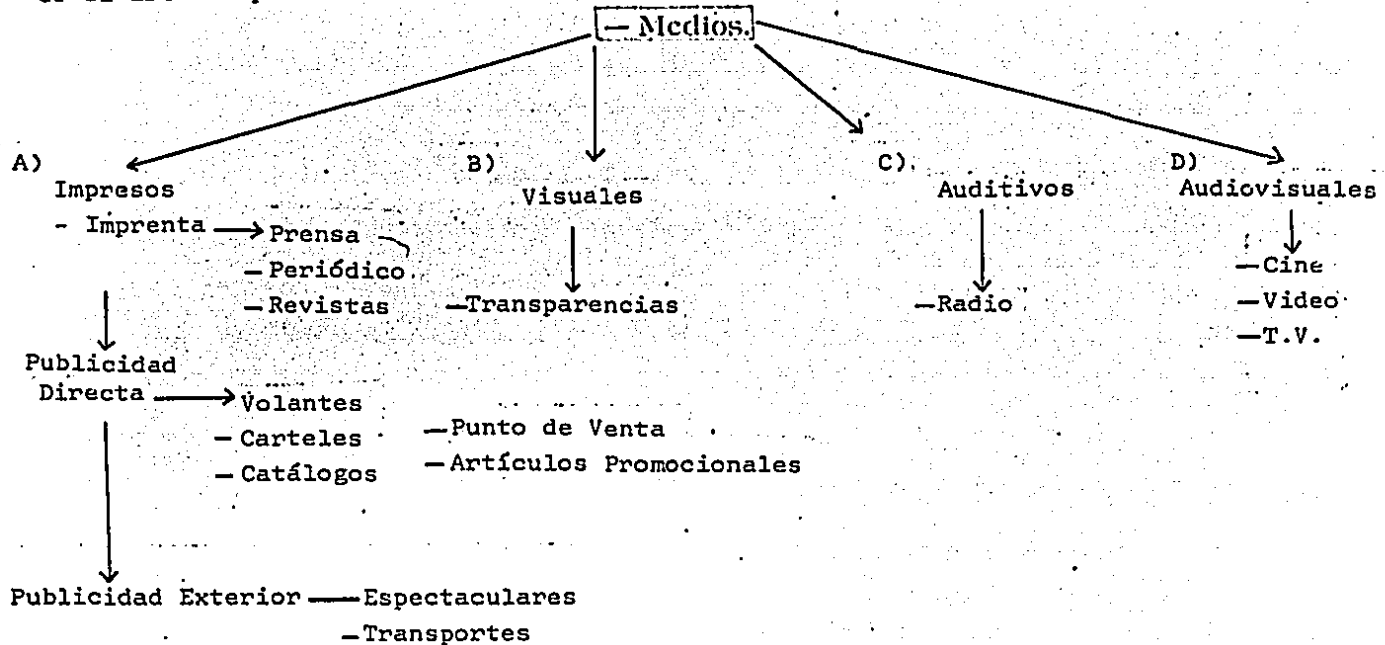 — Medios.
A)
Impresos
- Imprenta
Prensa
— Periódico
— Revistas
Publicidad
Directa
Volantes
— Carteles
— Catálogos
— Punto de Venta
— Artículos Promocionales
Publicidad Exterior
Espectaculares
— Transportes
B)
Visuales
— Transparencias
C)
Auditivos
— Radio
D)
Audiovisuales
— Cine
— Video
— T.V.